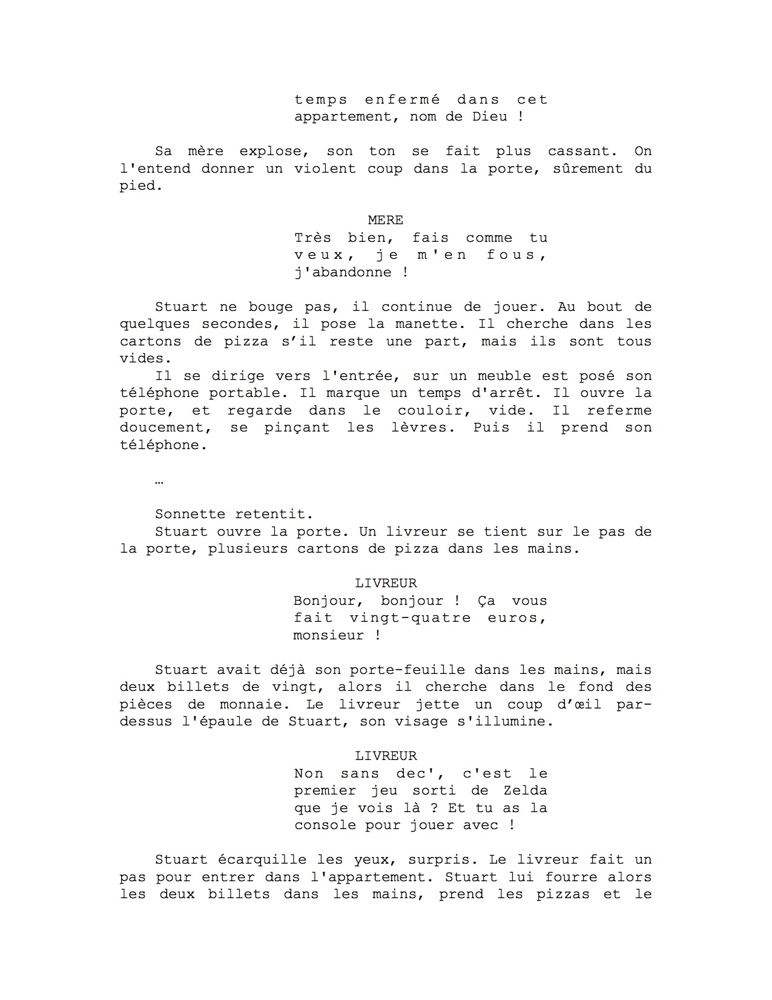 temps enfermé dans cet
appartement, nom de Dieu !
Sa mère explose, son ton se fait plus cassant. On
l'entend donner un violent coup dans la porte, sûrement du
pied.
MERE
Très bien, fais comme tu
veux, je m'en fous,
j'abandonne !
Stuart ne bouge pas, il continue de jouer. Au bout de
quelques secondes, il pose la manette. Il cherche dans les
cartons de pizza s’il reste une part, mais ils sont tous
vides.
Il se dirige vers l'entrée, sur un meuble est posé son
téléphone portable. Il marque un temps d'arrêt. Il ouvre la
porte, et regarde dans le couloir, vide. Il referme
doucement, se pinçant les lèvres. Puis il prend son
téléphone.
…
Sonnette retentit.
Stuart ouvre la porte. Un livreur se tient sur le pas de
la porte, plusieurs cartons de pizza dans les mains.
LIVREUR
Bonjour, bonjour ! Ça vous
fait vingt-quatre euros,
monsieur !
Stuart avait déjà son porte-feuille dans les mains, mais
deux billets de vingt, alors il cherche dans le fond des
pièces de monnaie. Le livreur jette un coup d’œil par-
dessus l'épaule de Stuart, son visage s'illumine.
LIVREUR
Non sans dec', c'est le
premier jeu sorti de Zelda
que je vois là ? Et tu as la
console pour jouer avec !
Stuart écarquille les yeux, surpris. Le livreur fait un
pas pour entrer dans l'appartement. Stuart lui fourre alors
les deux billets dans les mains, prend les pizzas et le